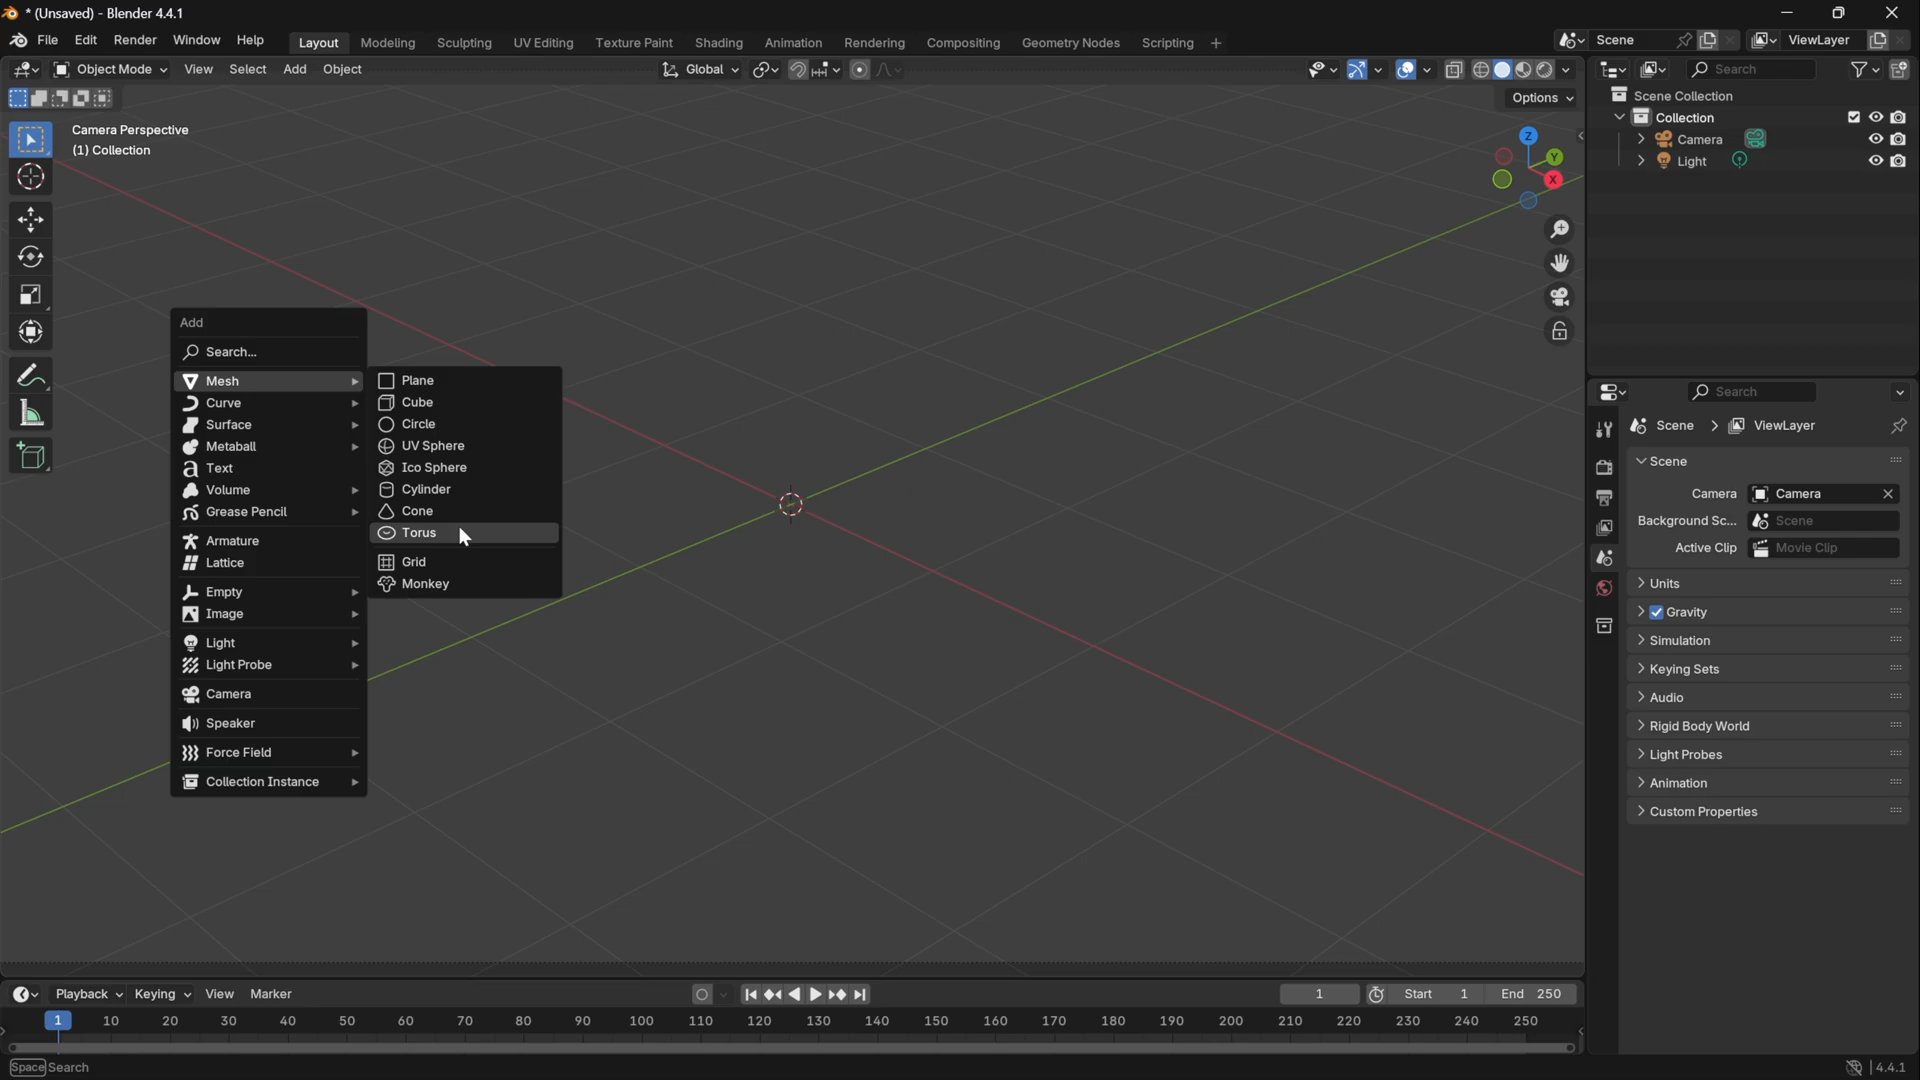 * (Unsaved) - Blender 4.4.1
File Edit Render Window Help Layout Modeling Sculpting UV Editing Texture Paint Shading Animation Rendering Compositing Geometry Nodes Scripting + Scene ViewLayer
Object Mode View Select Add Object Global Search
Options
Camera Perspective
(1) Collection
Z
Y
X
Scene Collection
Collection
Camera
Light
Add
Search...
Mesh
Curve
Surface
Metaball
Text
Volume
Grease Pencil
Armature
Lattice
Empty
Image
Light
Light Probe
Camera
Speaker
Force Field
Collection Instance
Plane
Cube
Circle
UV Sphere
Ico Sphere
Cylinder
Cone
Torus
Grid
Monkey
Search
Scene > ViewLayer
Scene
Camera Camera
Background Sc... Scene
Active Clip Movie Clip
Units
Gravity
Simulation
Keying Sets
Audio
Rigid Body World
Light Probes
Animation
Custom Properties
Playback Keying View Marker 1 Start 1 End 250
1 10 20 30 40 50 60 70 80 90 100 110 120 130 140 150 160 170 180 190 200 210 220 230 240 250
Space Search 4.4.1